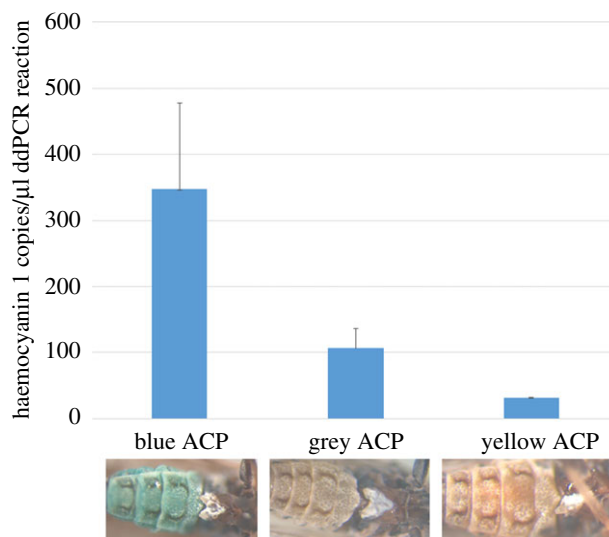 haemocyanin 1 copies/µl ddPCR reaction
600
500
400
300
200
100
0
blue ACP
grey ACP
yellow ACP